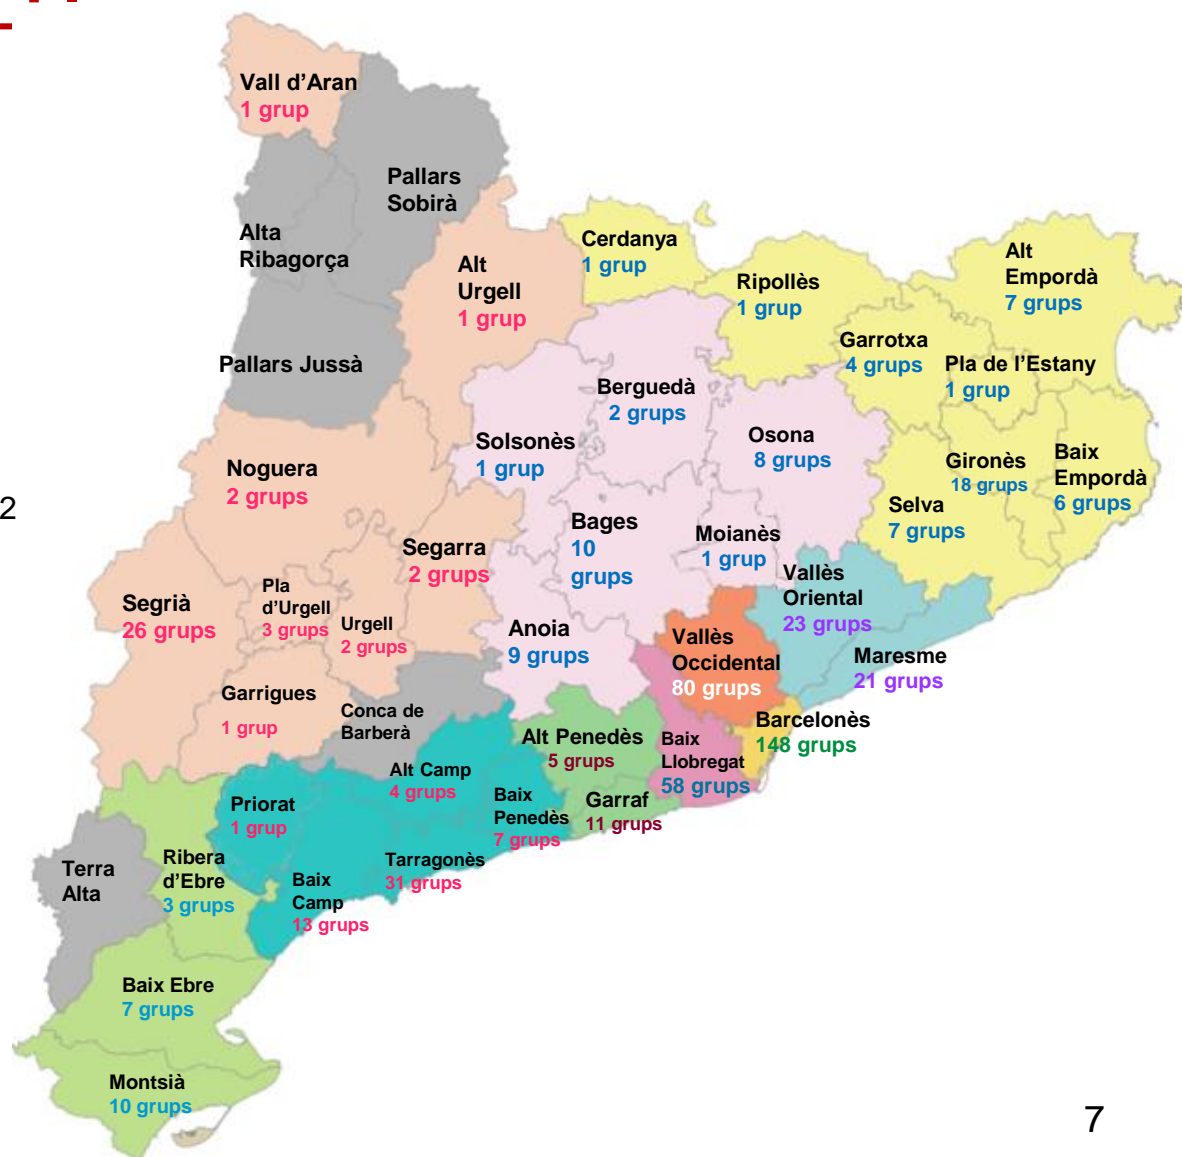 Vall d'Aran
1 grup
Pallars
Sobirà
Alta
Ribagorça
Alt
Urgell
1 grup
Cerdanya
1 grup
Ripollès
1 grup
Alt
Empordà
7 grups
Garrotxa
4 grups
Pla de l'Estany
1 grup
Pallars Jussà
Berguedà
2 grups
Solsonès
1 grup
Osona
8 grups
Gironès
18 grups
Baix
Empordà
6 grups
Noguera
2 grups
Selva
7 grups
2
Bages
10
grups
Moianès
1 grup
Segarra
2 grups
Vallès
Oriental
23 grups
Segrià
26 grups
Pla
d'Urgell
3 grups
Urgell
2 grups
Anoia
9 grups
Vallès
Occidental
80 grups
Maresme
21 grups
Garrigues
1 grup
Conca de
Barberà
Alt Penedès
5 grups
Baix
Llobregat
58 grups
Barcelonès
148 grups
Alt Camp
4 grups
Priorat
1 grup
Baix
Penedès
7 grups
Garraf
11 grups
Terra
Alta
Ribera
d'Ebre
3 grups
Tarragonès
31 grups
Baix
Camp
13 grups
Baix Ebre
7 grups
Montsià
10 grups
7